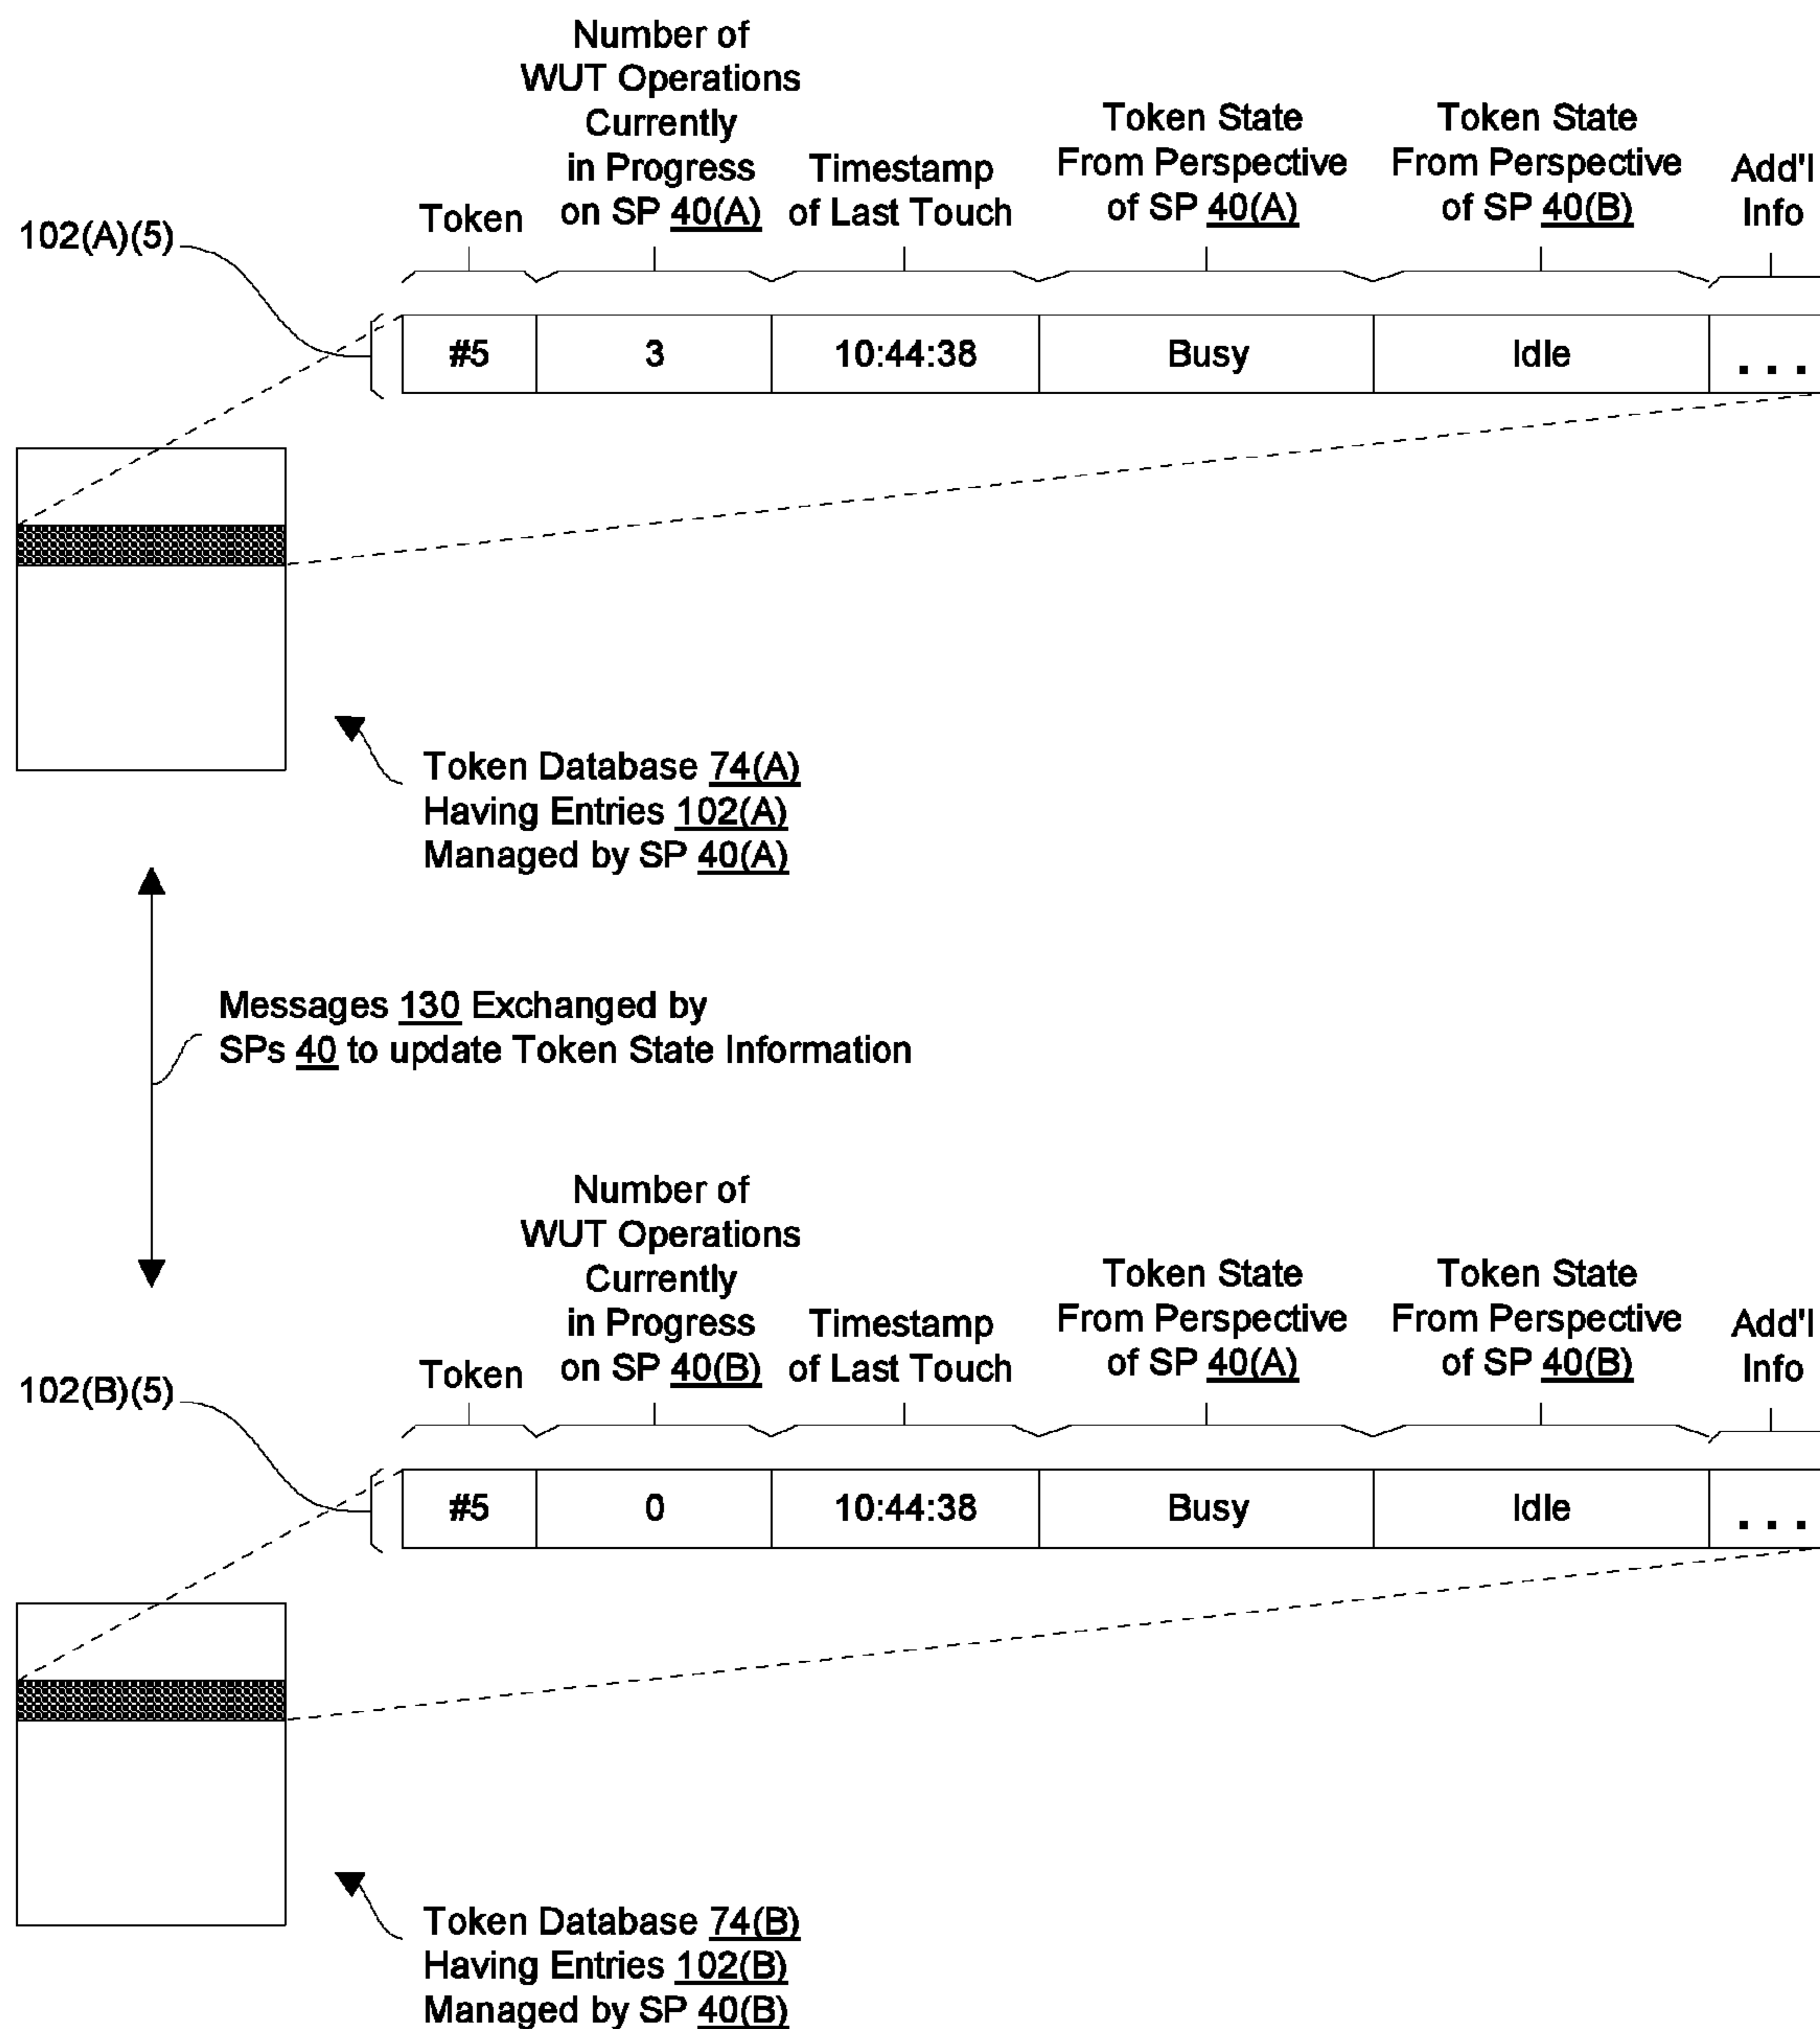 Number of
WUT Operations
Currently
in Progress
on SP 40(A)
Token
Timestamp
of Last Touch
Token State
From Perspective
of SP 40(A)
Token State
From Perspective
of SP 40(B)
Add'l
Info
102(A)(5)
#5 3 10:44:38 Busy Idle ...
Token Database 74(A)
Having Entries 102(A)
Managed by SP 40(A)
Messages 130 Exchanged by
SPs 40 to update Token State Information
Number of
WUT Operations
Currently
in Progress
on SP 40(B)
Token
Timestamp
of Last Touch
Token State
From Perspective
of SP 40(A)
Token State
From Perspective
of SP 40(B)
Add'l
Info
102(B)(5)
#5 0 10:44:38 Busy Idle ...
Token Database 74(B)
Having Entries 102(B)
Managed by SP 40(B)